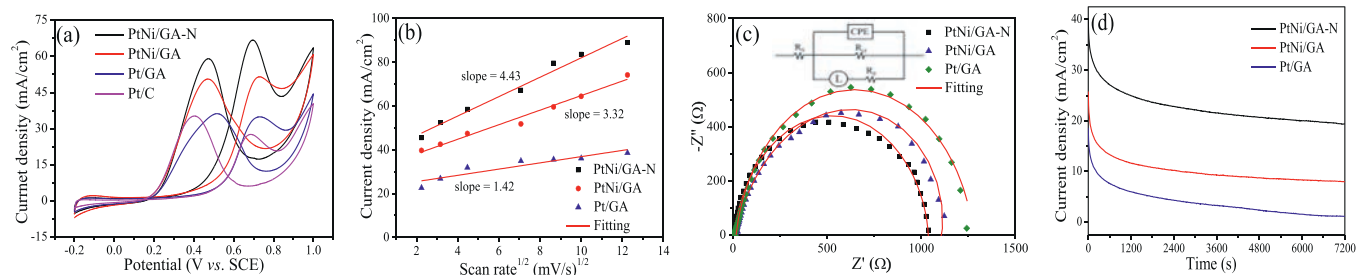 (a)
PtNi/GA-N
PtNi/GA
Pt/GA
Pt/C
Curmet density (mA/cm²)
75
60
45
30
15
0
-15
-0.2 0.0 0.2 0.4 0.6 0.8 1.0
Potential (V vs. SCE)
(b)
Current density (mA/cm²)
100
80
60
40
20
0
slope = 4.43
slope = 3.32
slope = 1.42
PtNi/GA-N
PtNi/GA
Pt/GA
Fitting
2 4 6 8 10 12 14
Scan rate^1/2 (mV/s)^1/2
(c)
-Z'' (Ω)
-800
-600
400
200
0
CPE
L
PtNi/GA-N
PtNi/GA
Pt/GA
Fitting
0 500 1000 1500
Z' (Ω)
(d)
Current density (mA/cm²)
40
30
20
10
0
PtNi/GA-N
PtNi/GA
Pt/GA
0 1200 2400 3600 4800 6000 7200
Time (s)